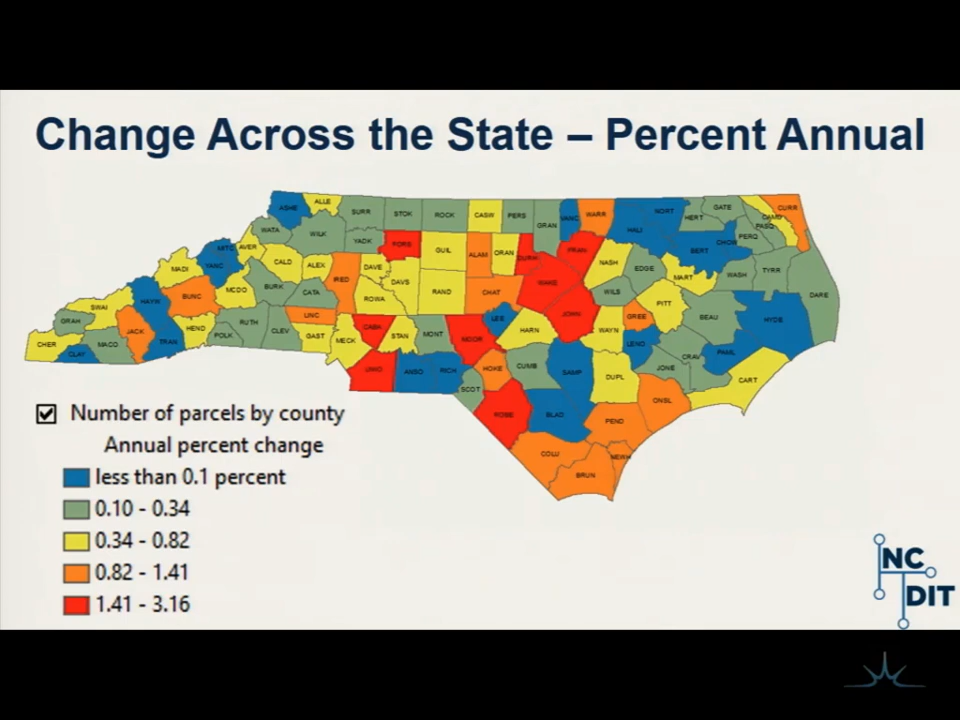 Change Across the State – Percent Annual
ASHE
ALLE
SURR
STOK
ROCK
CASW
PERS
GRAN
VANC
WARR
HALI
NORT
HERT
GATE
CAMD
PASQ
CURR
WATA
WILK
YADK
FORS
GUIL
ALAM
ORAN
DURH
FRAN
NASH
EDGE
BERT
CHOW
PERQ
MITC
YANC
AVER
CALD
ALEX
IRED
DAVE
DAVS
RAND
CHAT
WAKE
WILS
MART
WASH
TYRR
DARE
MADI
BUNC
MCDO
BURK
CATA
ROWA
JOHN
PITT
BEAU
HYDE
SWAI
HAYW
GRAH
JACK
HEND
RUTH
POLK
CLEV
LINC
GAST
MECK
CABA
STAN
MONT
MOOR
LEE
HARN
WAYN
GREE
LENO
CRAV
PAML
CHER
CLAY
MACO
TRAN
UNIO
ANSO
RICH
SCOT
HOKE
CUMB
SAMP
DUPL
JONE
CART
ONSL
ROBE
BLAD
PEND
COLU
NEWH
BRUN
Number of parcels by county
Annual percent change
less than 0.1 percent
0.10 - 0.34
0.34 - 0.82
0.82 - 1.41
1.41 - 3.16
NC
DIT